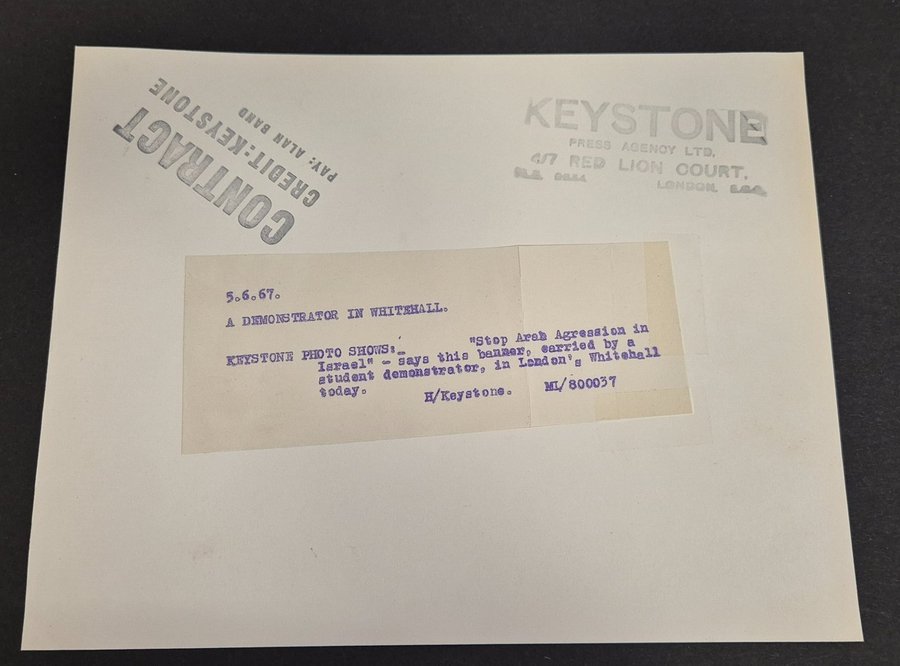 CONTRACT
CREDIT:KEYSTONE
PAY: ALAN BAND
KEYSTONE
PRESS AGENCY LTD.
4/7 RED LION COURT,
LONDON, E.C.4.
5.6.67.
A DEMONSTRATOR IN WHITEHALL.
KEYSTONE PHOTO SHOWS:_ "Stop Arab Agression in
Israel" - says this banner, carried by a
student demonstrator, in London's Whitehall
today. H/Keystone. ML/800037